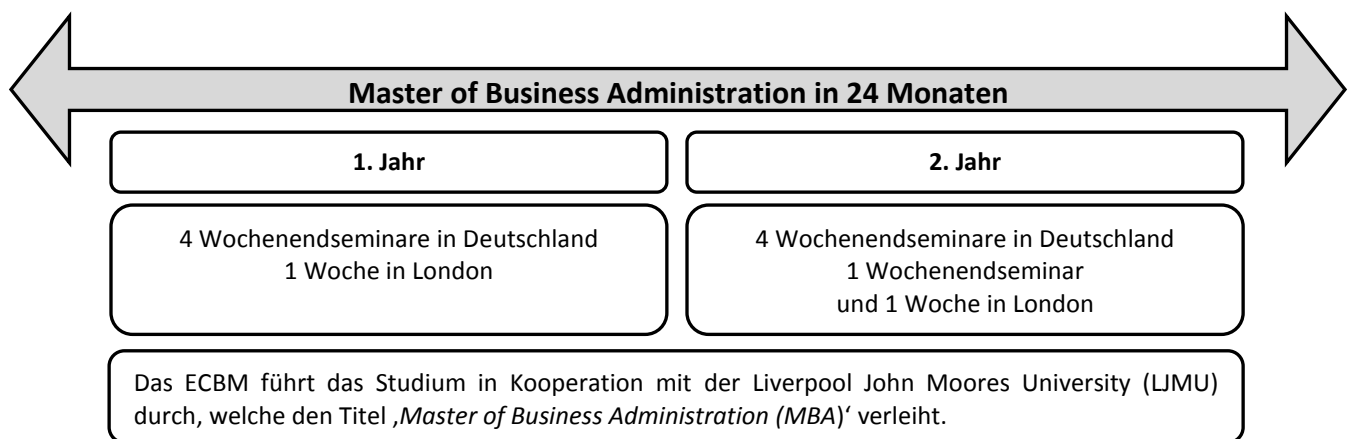 Master of Business Administration in 24 Monaten
1. Jahr
2. Jahr
4 Wochenendseminare in Deutschland
1 Woche in London
4 Wochenendseminare in Deutschland
1 Wochenendseminar
und 1 Woche in London
Das ECBM führt das Studium in Kooperation mit der Liverpool John Moores University (LJMU)
durch, welche den Titel ‚Master of Business Administration (MBA)‘ verleiht.